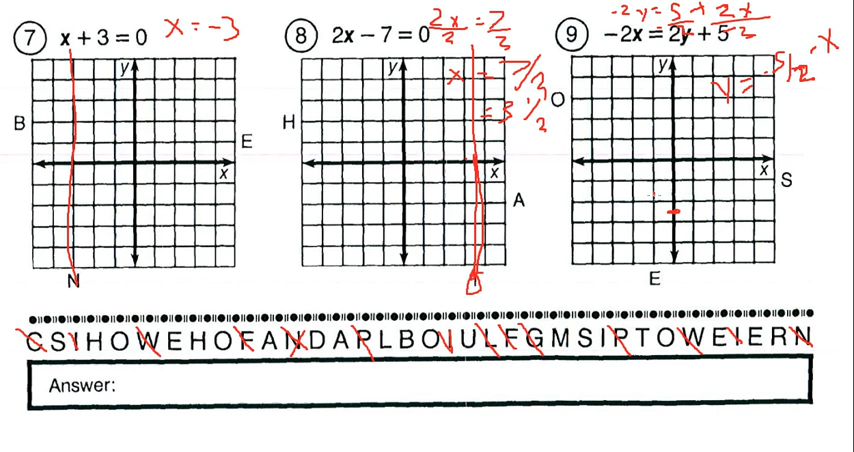 -2y = 5 + 2x
7 x + 3 = 0 x = -3 8 2x - 7 = 0 2x/2 = 7/2 9 -2x = 2y + 5
y y y
x = 7/2 y = -5/2 - x
= 3 1/2
B H O
E
x x x
A S
N T E
C S I H O W E H O F A N D A P L B O V U L F G M S I P T O W E Y E R N
Answer: